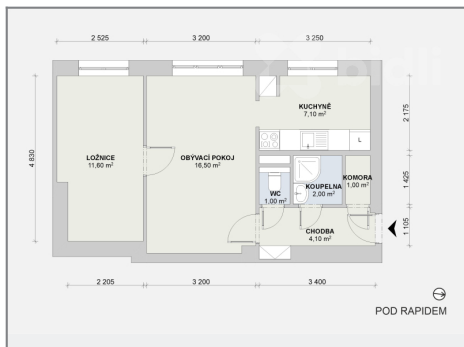 2 525
3 200
3 250
bidli
KUCHYNĚ
7,10 m²
2 175
4 830
LOŽNICE
11,60 m²
OBÝVACÍ POKOJ
16,50 m²
L
WC
1,00 m²
KOUPELNA
2,00 m²
KOMORA
1,00 m²
1 425
1 105
CHODBA
4,10 m²
2 205
3 200
3 400
POD RAPIDEM